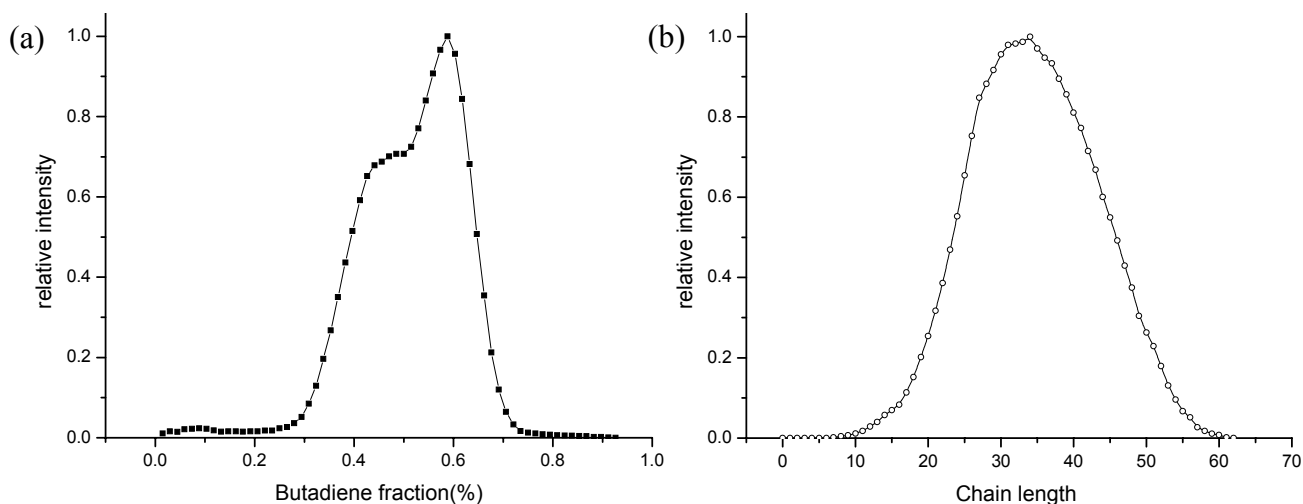 (a)
relative intensity
1.0
0.8
0.6
0.4
0.2
0.0
0.0 0.2 0.4 0.6 0.8 1.0
Butadiene fraction(%)
(b)
relative intensity
1.0
0.8
0.6
0.4
0.2
0.0
0 10 20 30 40 50 60 70
Chain length